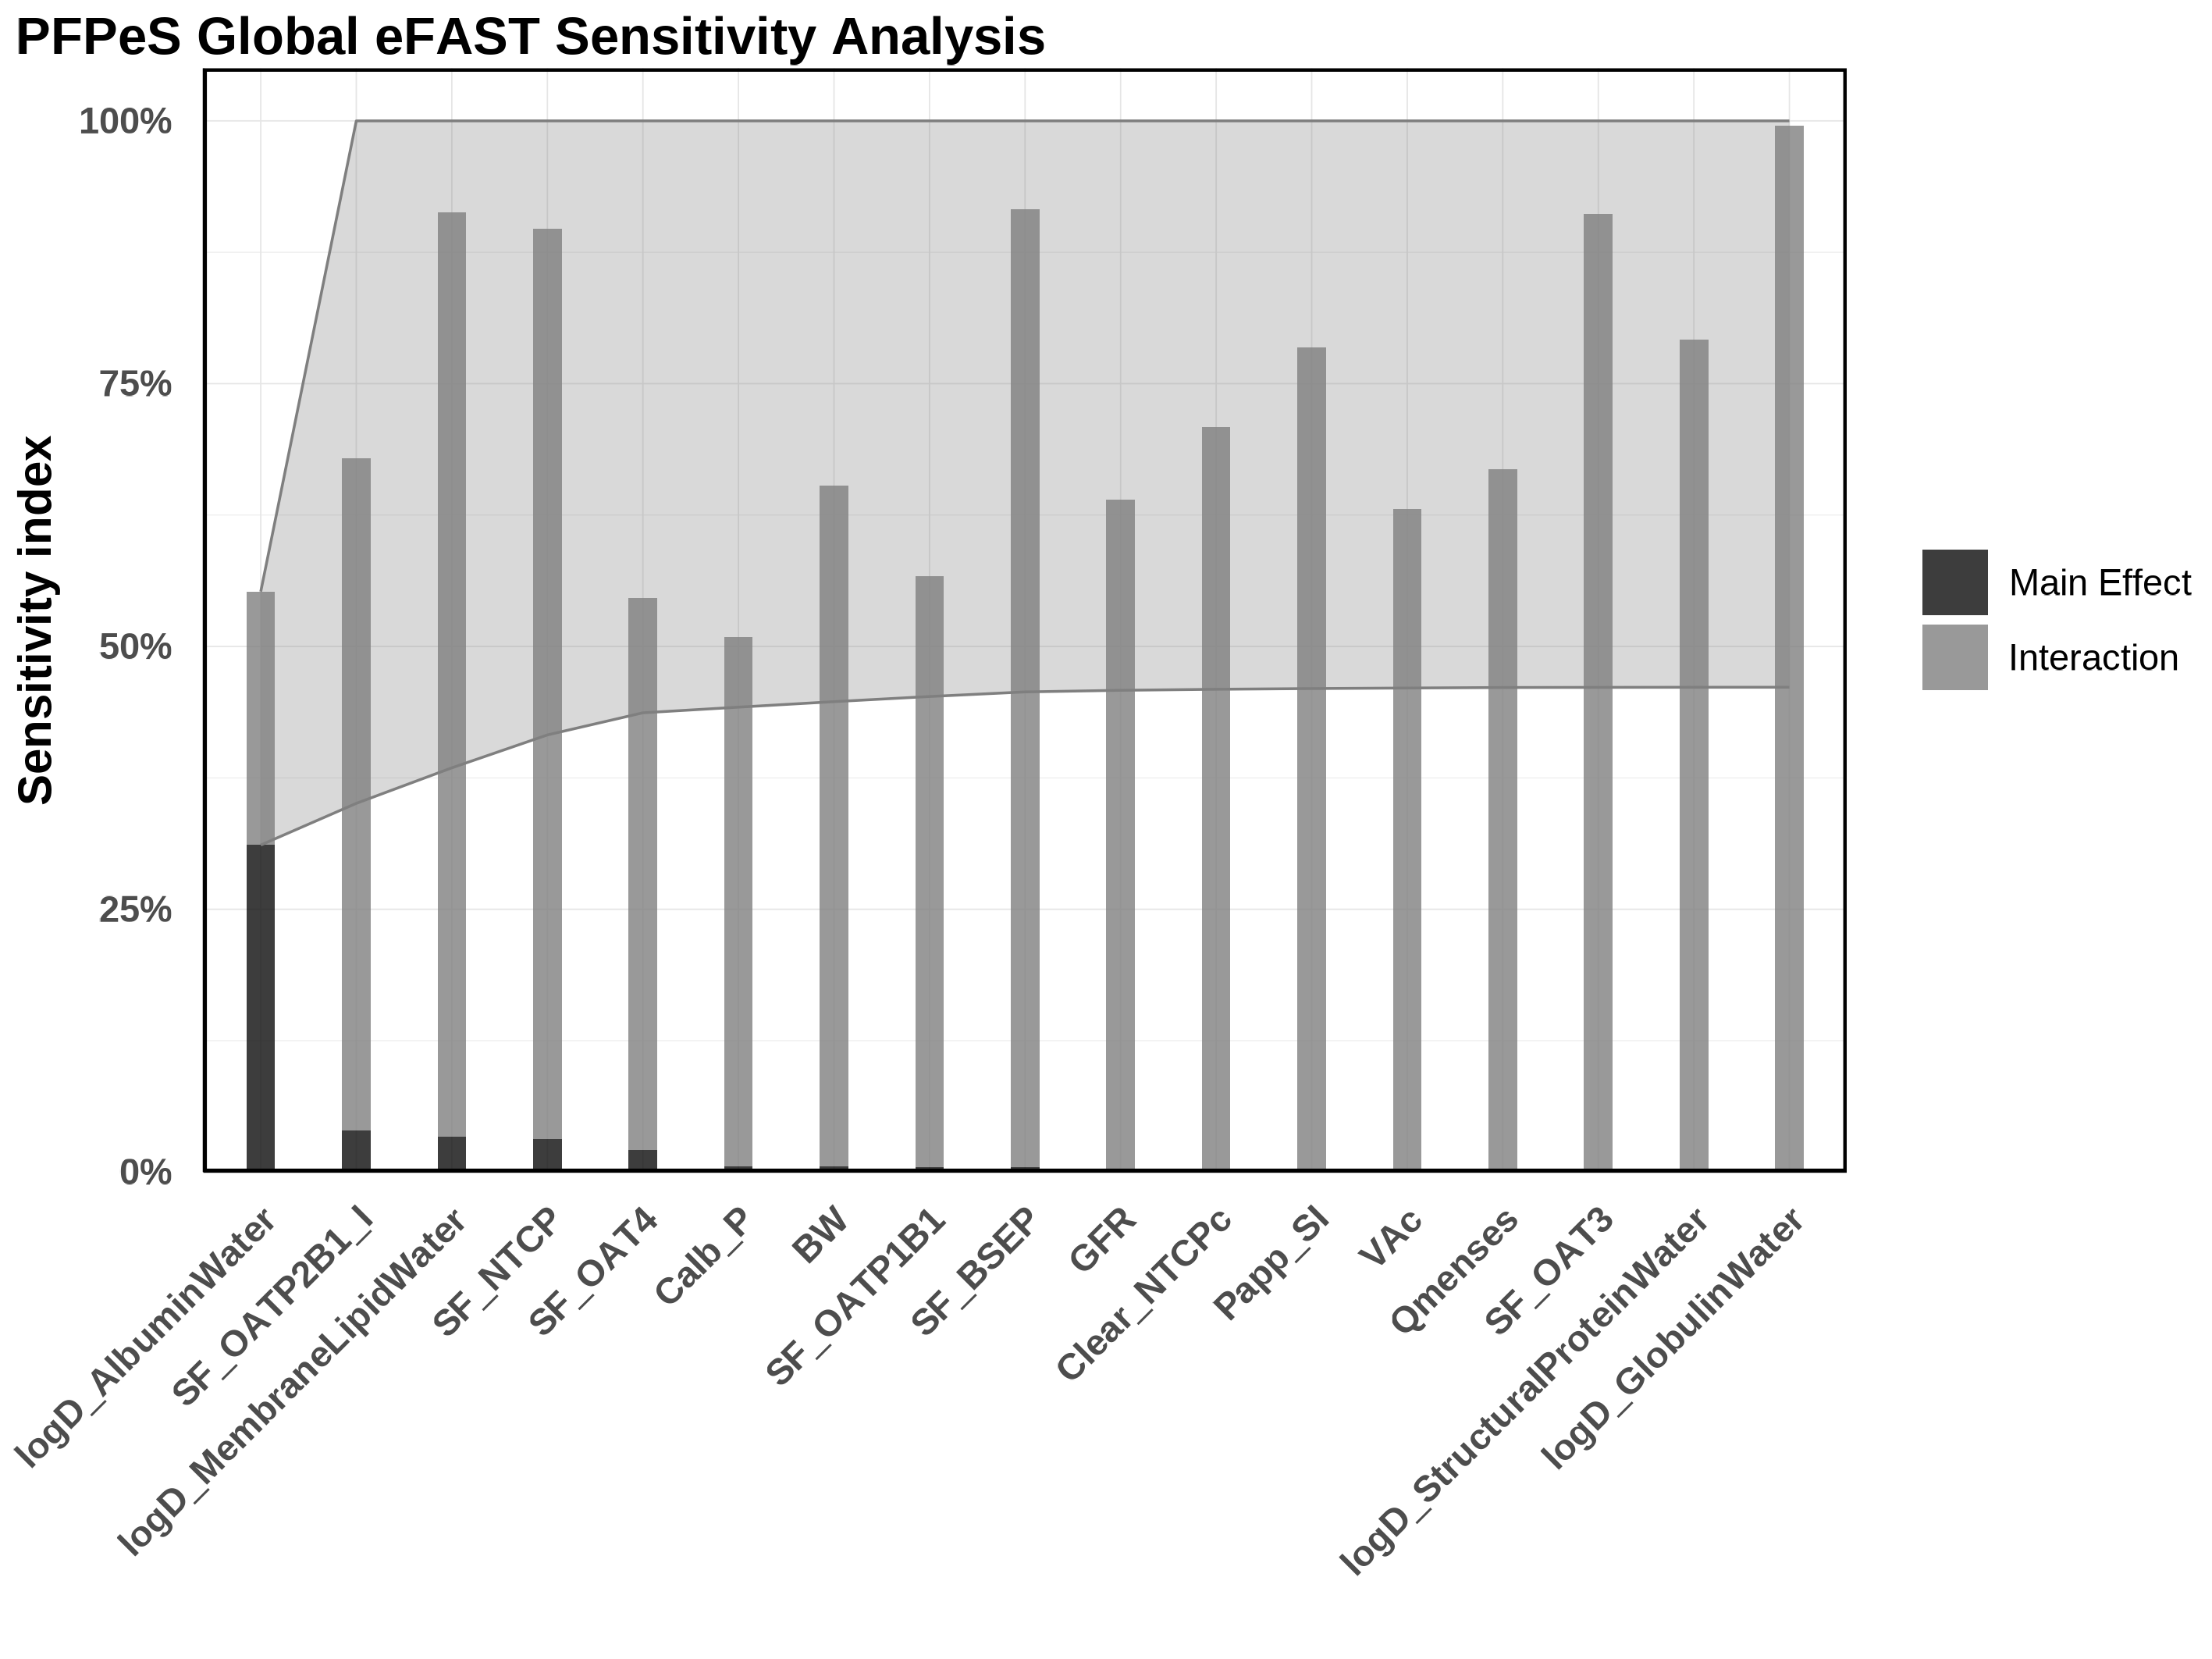 PFPeS Global eFAST Sensitivity Analysis
100%
75%
50%
25%
0%
Sensitivity index
Main Effect
Interaction
logD_AlbuminWater
SF_OATP2B1_I
logD_MembraneLipidWater
SF_NTCP
SF_OAT4
Calb_P
BW
SF_OATP1B1
SF_BSEP
GFR
Clear_NTCPc
Papp_SI
VAc
Qmenses
SF_OAT3
logD_StructuralProteinWater
logD_GlobulinWater